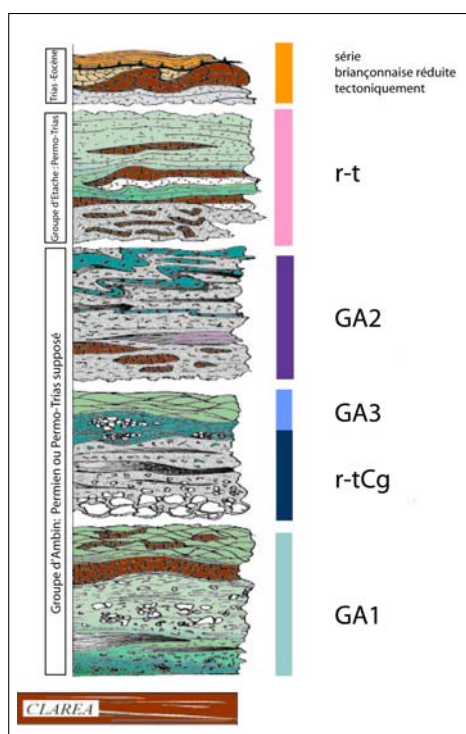 Trias-Eocène
série
briançonnaise réduite
tectoniquement
Groupe d'Etache : Permo-Trias
r-t
Groupe d'Ambin: Permien ou Permo-Trias supposé
GA2
GA3
r-tCg
GA1
CLAREA